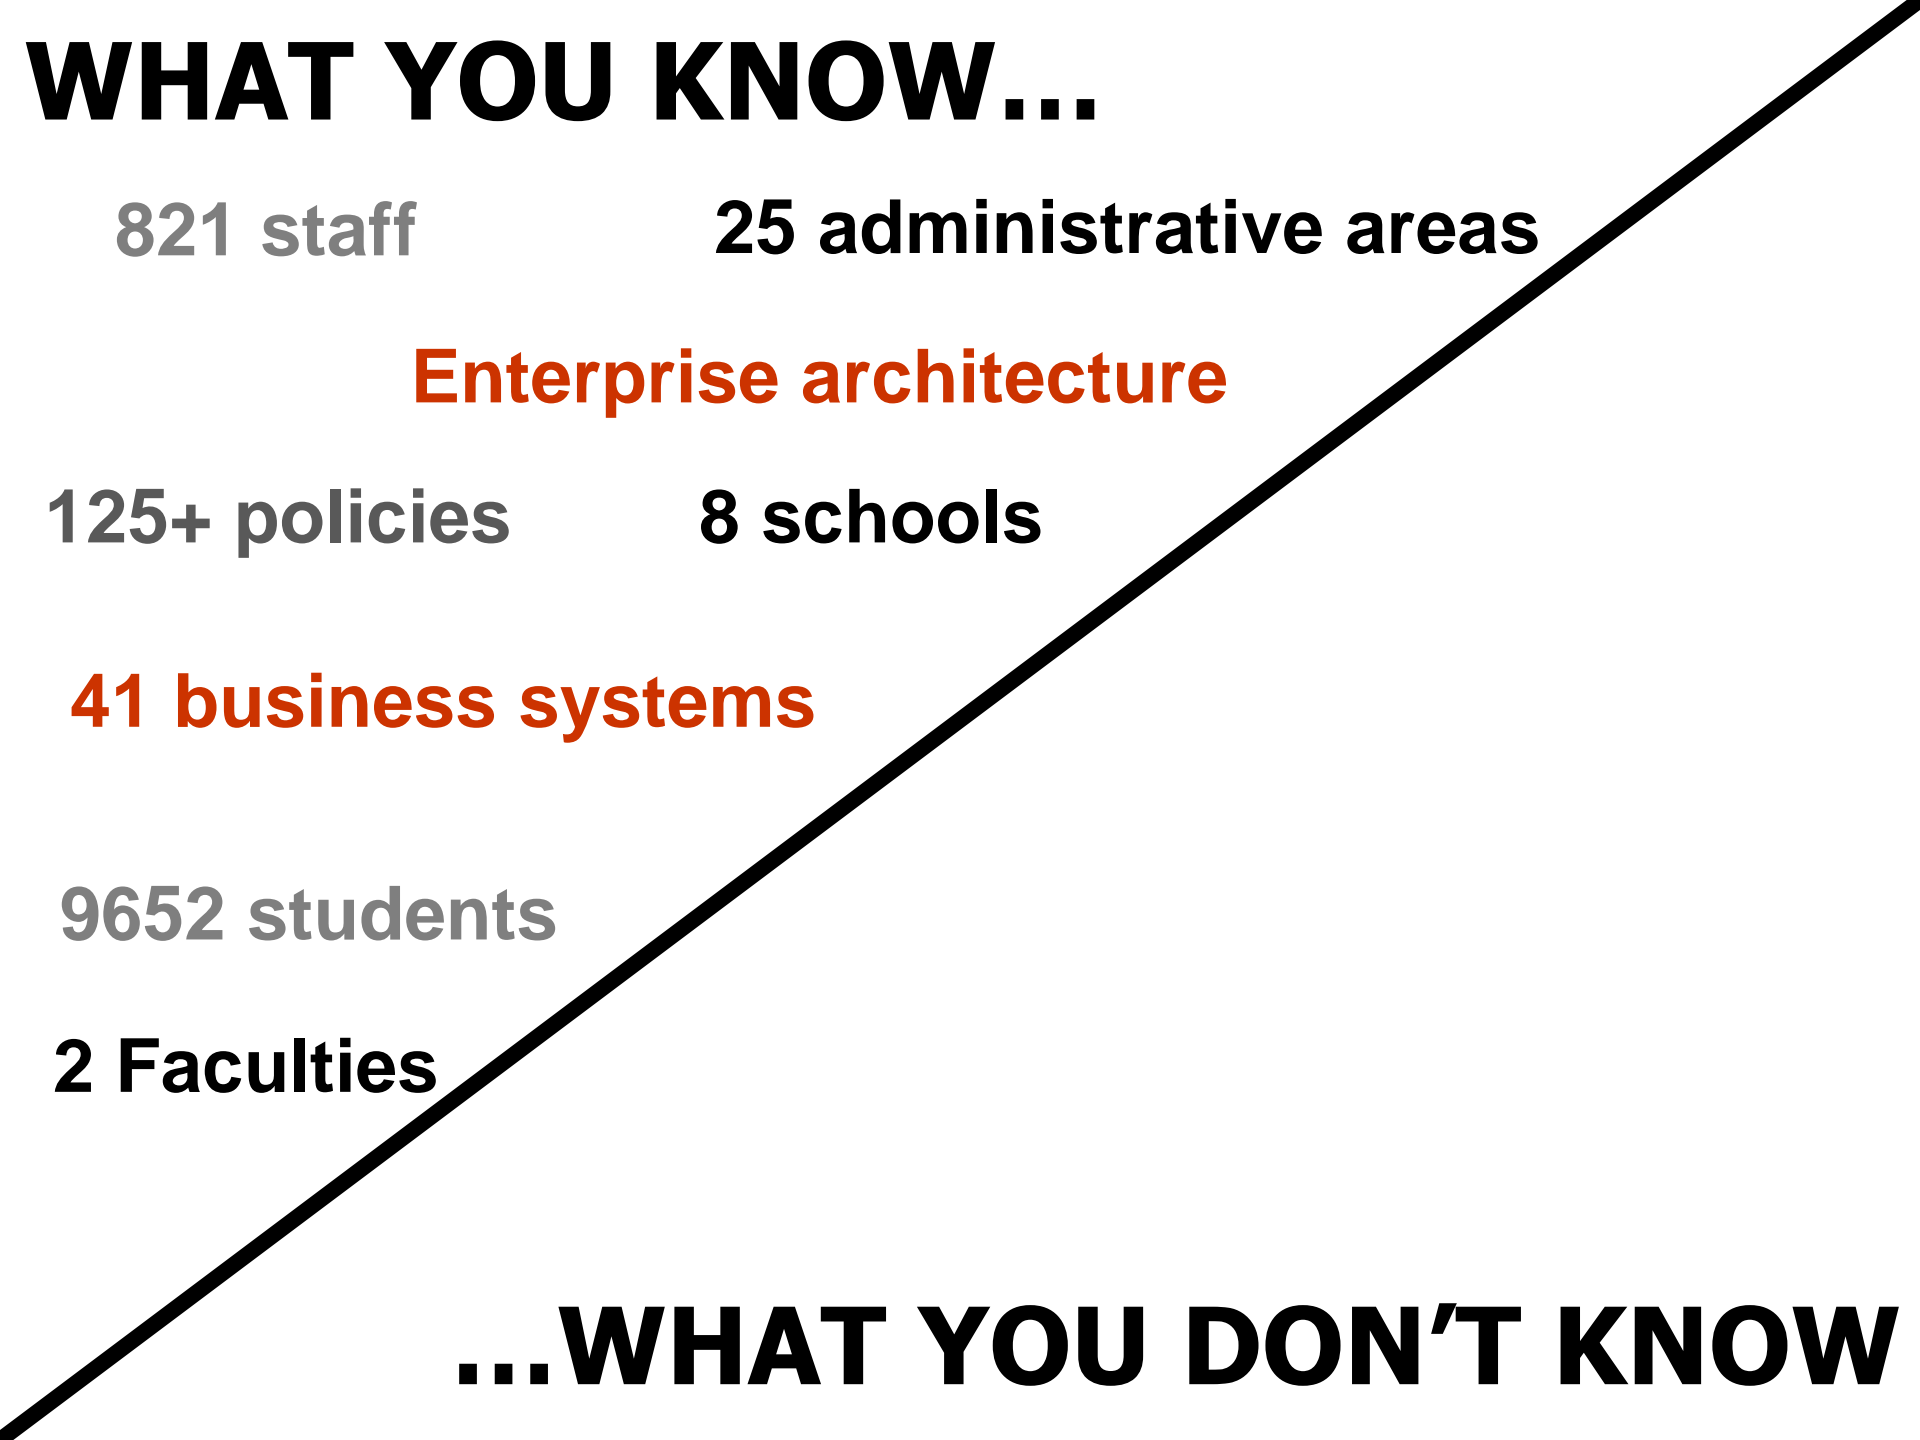 WHAT YOU KNOW...
821 staff
25 administrative areas
Enterprise architecture
125+ policies
8 schools
41 business systems
9652 students
2 Faculties
...WHAT YOU DON’T KNOW